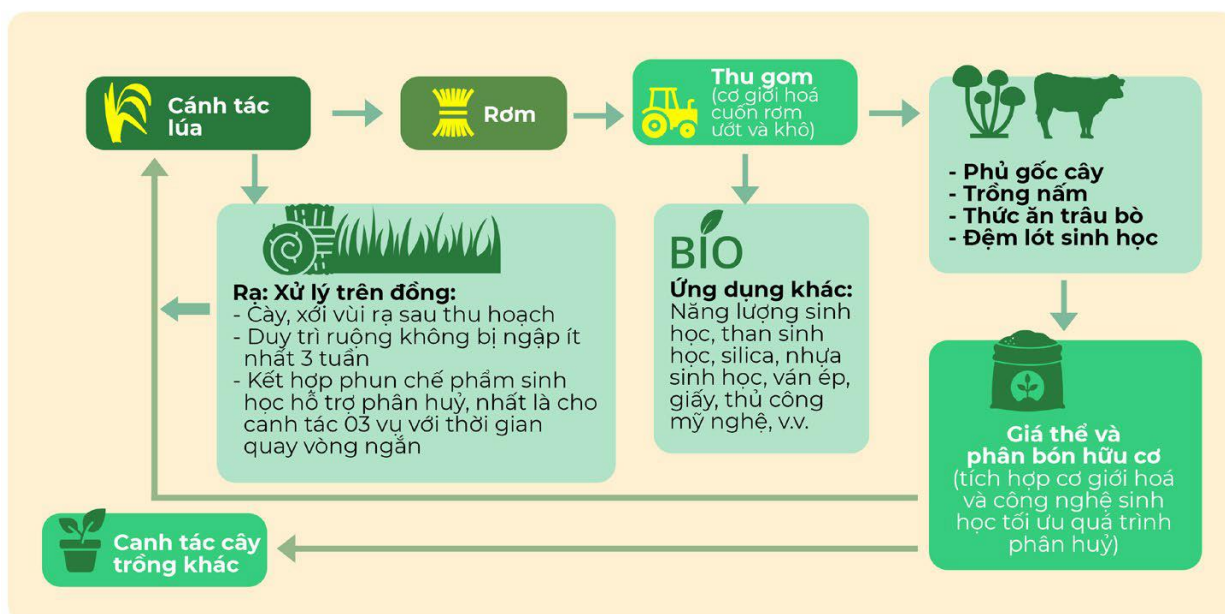 Cánh tác
lúa
Rơm
Thu gom
(cơ giới hoá
cuốn rơm
ướt và khô)
- Phủ gốc cây
- Trồng nấm
- Thức ăn trâu bò
- Đệm lót sinh học
Rạ: Xử lý trên đồng:
- Cày, xới vùi rạ sau thu hoạch
- Duy trì ruộng không bị ngập ít
nhất 3 tuần
- Kết hợp phun chế phẩm sinh
học hỗ trợ phân huỷ, nhất là cho
canh tác 03 vụ với thời gian
quay vòng ngắn
BIO
Ứng dụng khác:
Năng lượng sinh
học, than sinh
học, silica, nhựa
sinh học, ván ép,
giấy, thủ công
mỹ nghệ, v.v.
Giá thể và
phân bón hữu cơ
(tích hợp cơ giới hoá
và công nghệ sinh
học tối ưu quá trình
phân huỷ)
Canh tác cây
trồng khác